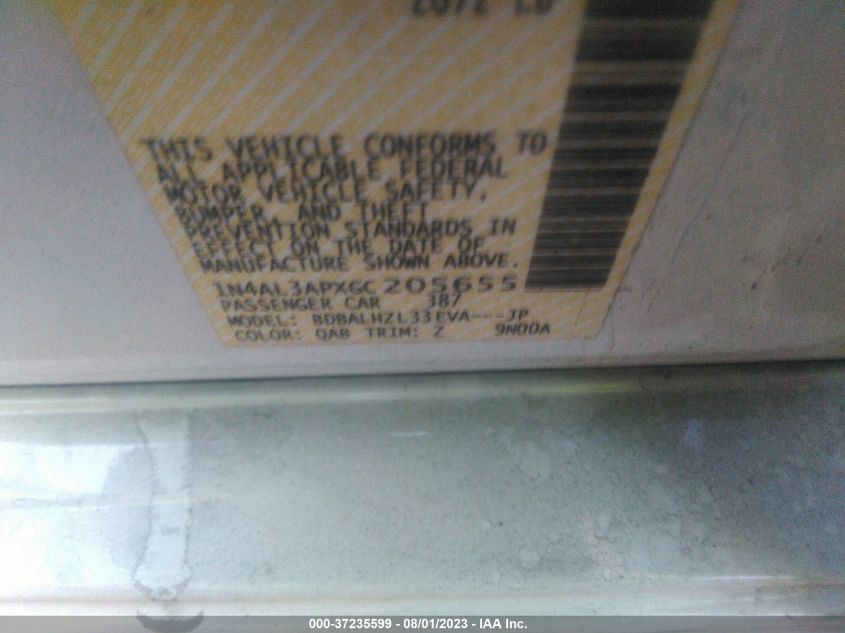 THIS VEHICLE CONFORMS TO
ALL APPLICABLE FEDERAL
MOTOR VEHICLE SAFETY,
BUMPER, AND THEFT
PREVENTION STANDARDS IN
EFFECT ON THE DATE OF
MANUFACTURE SHOWN ABOVE.
1N4AL3APXGC205655
PASSENGER CAR 387
MODEL: BDBALHZL33EVA---JP
COLOR: QAB TRIM: Z 9N00A
000-37235599 - 08/01/2023 - IAA Inc.